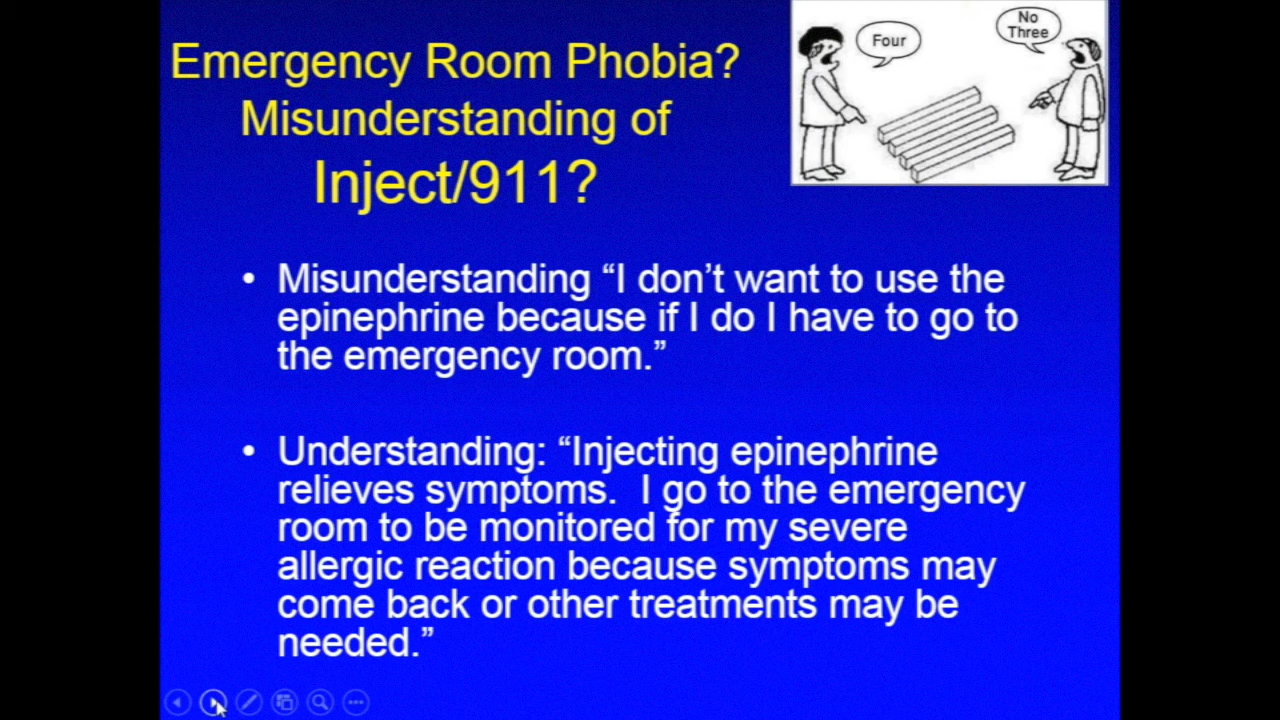 Emergency Room Phobia?
Misunderstanding of
Inject/911?
Four
No
Three
• Misunderstanding “I don’t want to use the
epinephrine because if I do I have to go to
the emergency room.”
• Understanding: “Injecting epinephrine
relieves symptoms.  I go to the emergency
room to be monitored for my severe
allergic reaction because symptoms may
come back or other treatments may be
needed.”